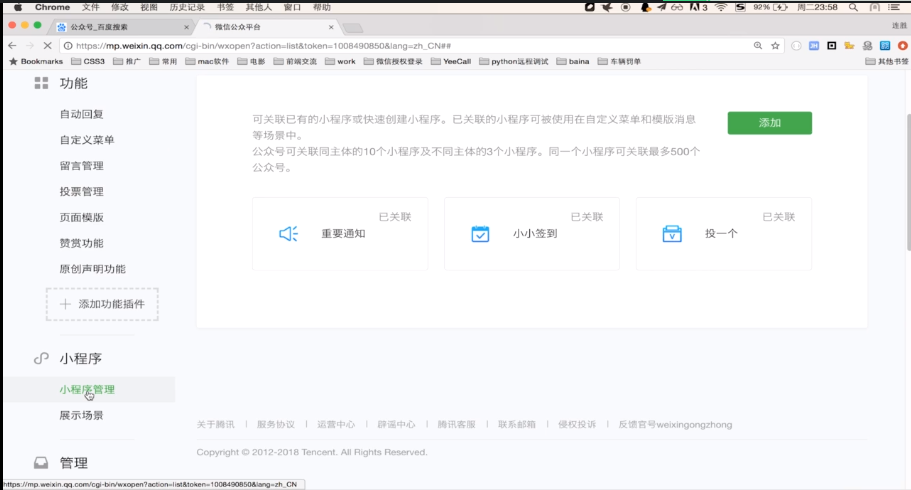 Chrome 文件 修改 视图 历史记录 书签 其他人 窗口 帮助 3 92% 周二23:58
公众号_百度搜索 × 微信公众平台 × 连胜
https://mp.weixin.qq.com/cgi-bin/wxopen?action=list&token=1008490850&lang=zh_CN##
Bookmarks CSS3 推广 常用 mac软件 电影 前端交流 work 微信授权登录 YeeCall python远程调试 baina 车辆罚单 其他书签
功能
自动回复
自定义菜单
留言管理
投票管理
页面模版
赞赏功能
原创声明功能
添加功能插件
小程序
小程序管理
展示场景
管理
可关联已有的小程序或快速创建小程序。已关联的小程序可被使用在自定义菜单和模版消息
等场景中。
公众号可关联同主体的10个小程序及不同主体的3个小程序。同一个小程序可关联最多500个
公众号。
添加
已关联
重要通知
已关联
小小签到
已关联
投一个
关于腾讯 | 服务协议 | 运营中心 | 辟谣中心 | 腾讯客服 | 联系邮箱 | 侵权投诉 | 反馈官号weixingongzhong
Copyright © 2012-2018 Tencent. All Rights Reserved.
https://mp.weixin.qq.com/cgi-bin/wxopen?action=list&token=1008490850&lang=zh_CN